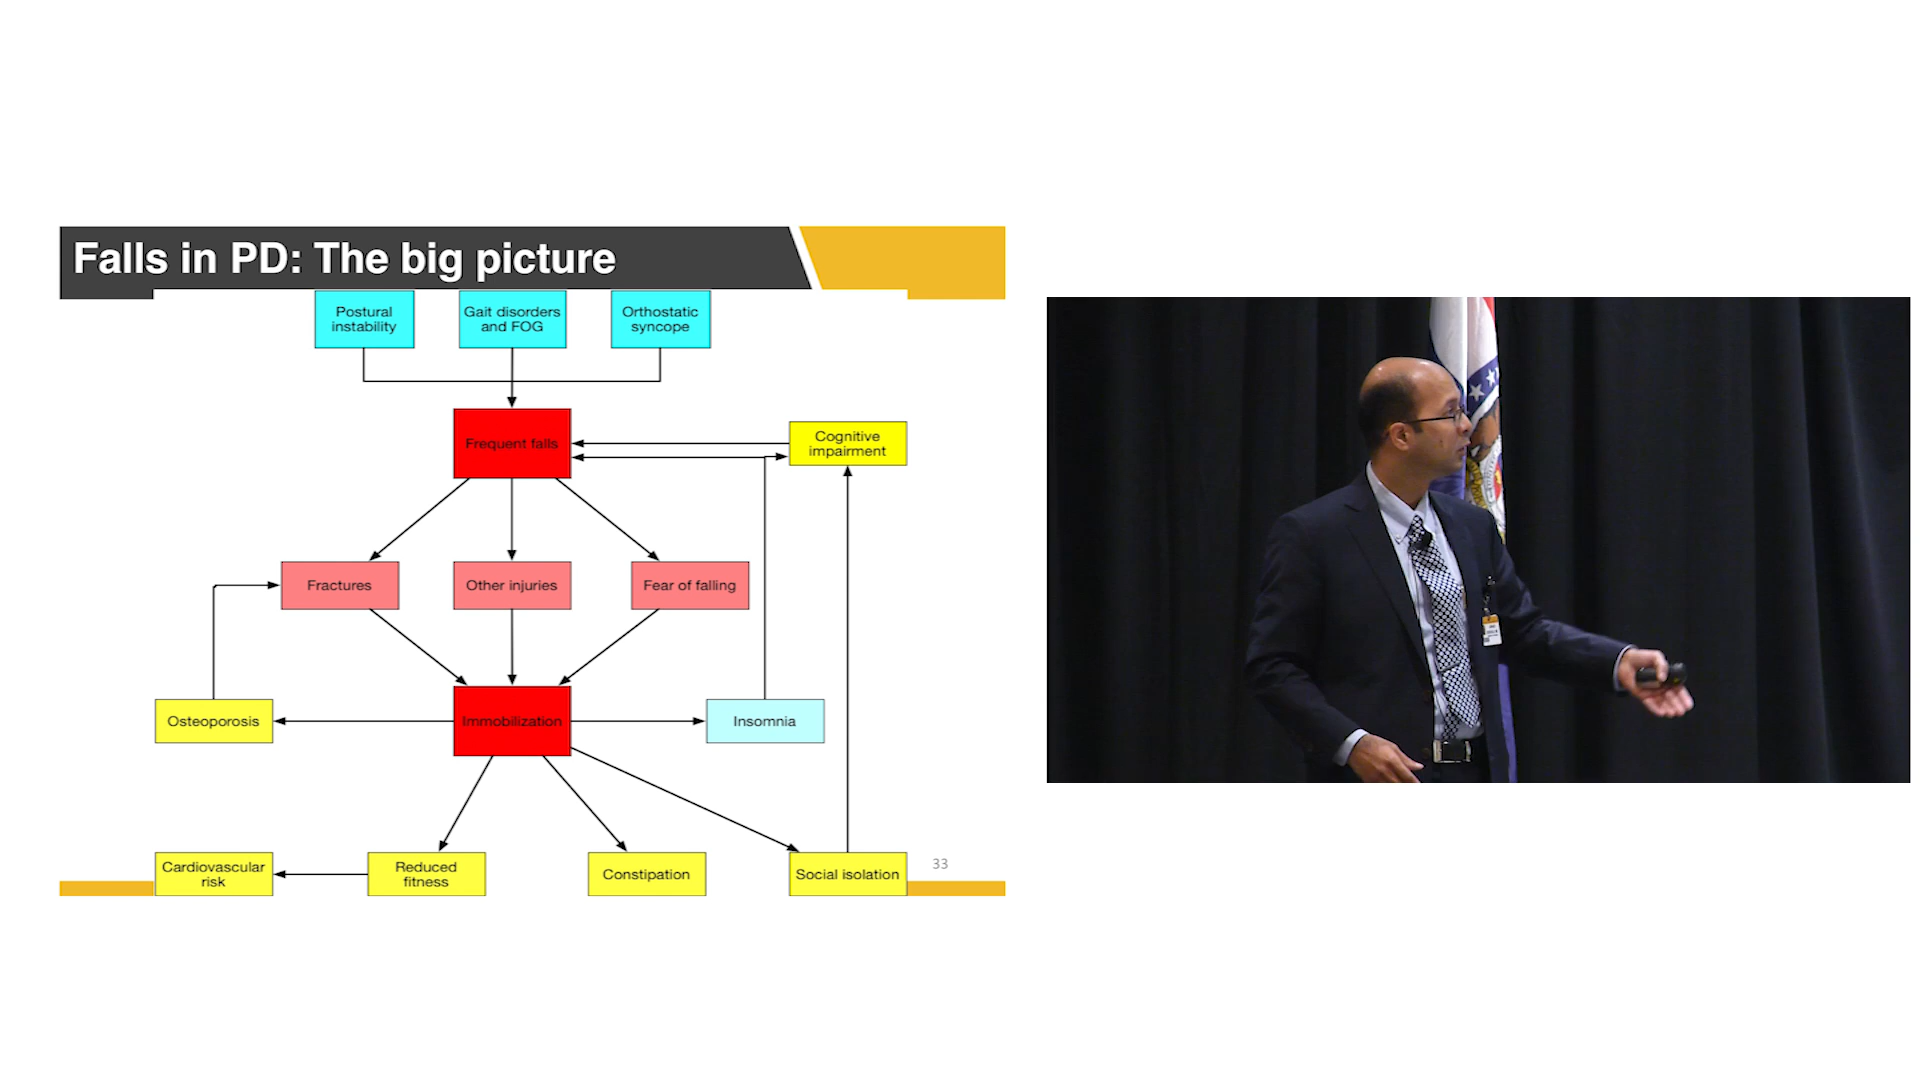 Falls in PD: The big picture
Postural
instability
Gait disorders
and FOG
Orthostatic
syncope
Frequent falls
Cognitive
impairment
Fractures
Other injuries
Fear of falling
Osteoporosis
Immobilization
Insomnia
Cardiovascular
risk
Reduced
fitness
Constipation
Social isolation
33